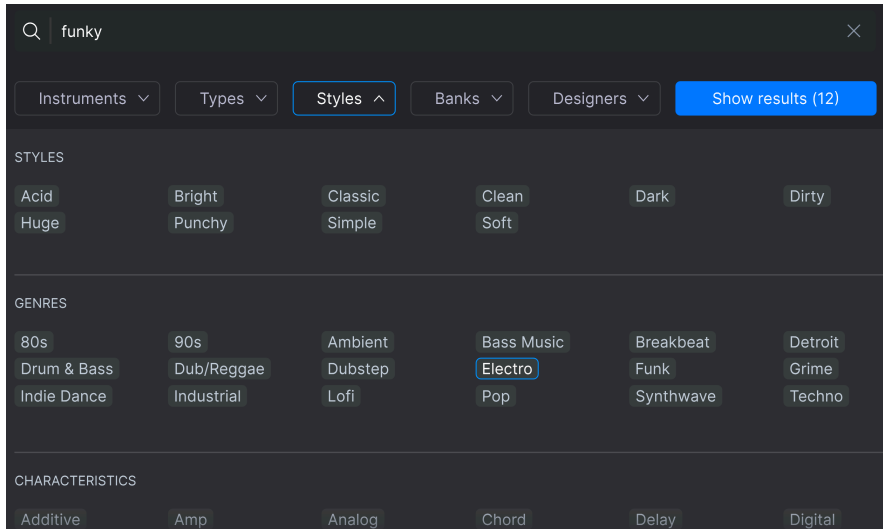 funky
Instruments Types Styles Banks Designers Show results (12)
STYLES
Acid Bright Classic Clean Dark Dirty
Huge Punchy Simple Soft
GENRES
80s 90s Ambient Bass Music Breakbeat Detroit
Drum & Bass Dub/Reggae Dubstep Electro Funk Grime
Indie Dance Industrial Lofi Pop Synthwave Techno
CHARACTERISTICS
Additive Amp Analog Chord Delay Digital